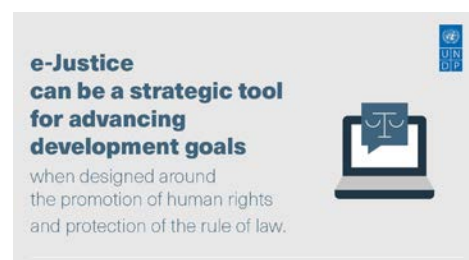 e-Justice
can be a strategic tool
for advancing
development goals
when designed around
the promotion of human rights
and protection of the rule of law.
U N
D P